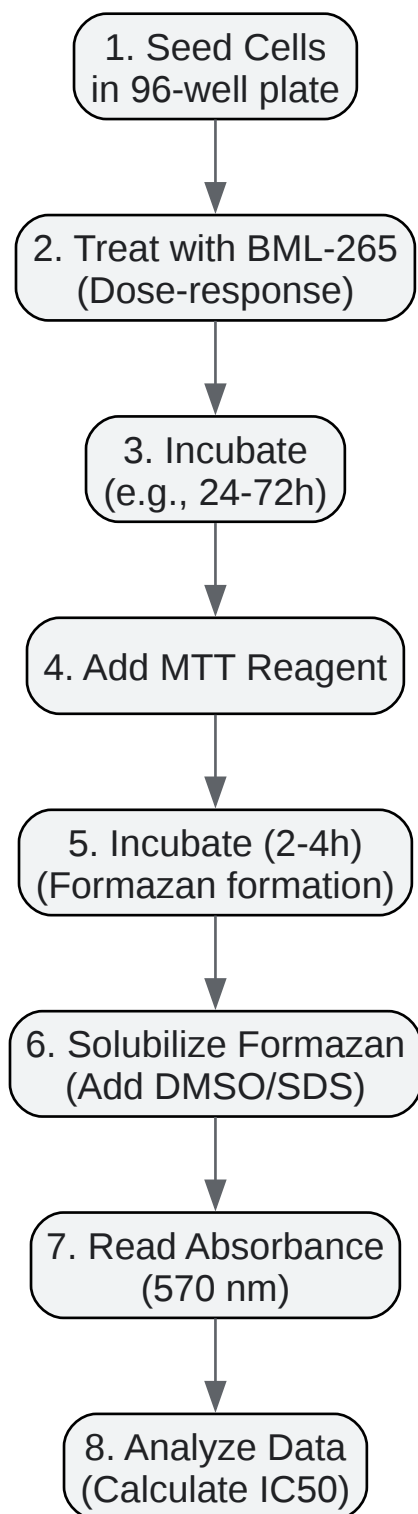 1. Seed Cells
in 96-well plate
2. Treat with BML-265
(Dose-response)
3. Incubate
(e.g., 24-72h)
4. Add MTT Reagent
5. Incubate (2-4h)
(Formazan formation)
6. Solubilize Formazan
(Add DMSO/SDS)
7. Read Absorbance
(570 nm)
8. Analyze Data
(Calculate IC50)